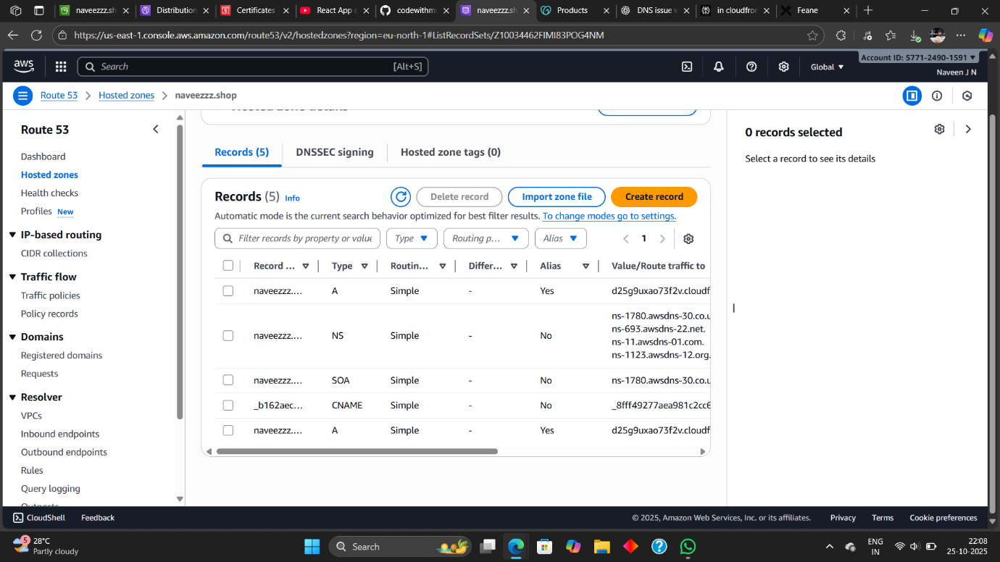 naveezzz.sh
Distribution
Certificates
React App c
codewithmu
naveezzz.sh
Products
DNS issue w
in cloudfron
Feane
https://us-east-1.console.aws.amazon.com/route53/v2/hostedzones?region=eu-north-1#ListRecordSets/Z10034462FIMI83POG4NM
aws
Search
[Alt+S]
Global
Account ID: 5771-2490-1591
Naveen J N
Route 53
Hosted zones
naveezzz.shop
Route 53
Dashboard
Hosted zones
Health checks
Profiles New
IP-based routing
CIDR collections
Traffic flow
Traffic policies
Policy records
Domains
Registered domains
Requests
Resolver
VPCs
Inbound endpoints
Outbound endpoints
Rules
Query logging
Outposts
Hosted zone details
Records (5)
DNSSEC signing
Hosted zone tags (0)
Records (5) Info
Delete record
Import zone file
Create record
Automatic mode is the current search behavior optimized for best filter results. To change modes go to settings.
Filter records by property or value
Type
Routing p...
Alias
1
Record ... Type Routin... Differ... Alias Value/Route traffic to
naveezzz.... A Simple - Yes d25g9uxao73f2v.cloudf
naveezzz.... NS Simple - No
ns-1780.awsdns-30.co.u
ns-693.awsdns-22.net.
ns-11.awsdns-01.com.
ns-1123.awsdns-12.org.
naveezzz.... SOA Simple - No ns-1780.awsdns-30.co.u
_b162aec... CNAME Simple - No _8fff49277aea981c2cc6
naveezzz.... A Simple - Yes d25g9uxao73f2v.cloudf
0 records selected
Select a record to see its details
CloudShell
Feedback
© 2025, Amazon Web Services, Inc. or its affiliates.
Privacy
Terms
Cookie preferences
5
28°C
Partly cloudy
Search
ENG
IN
22:08
25-10-2025